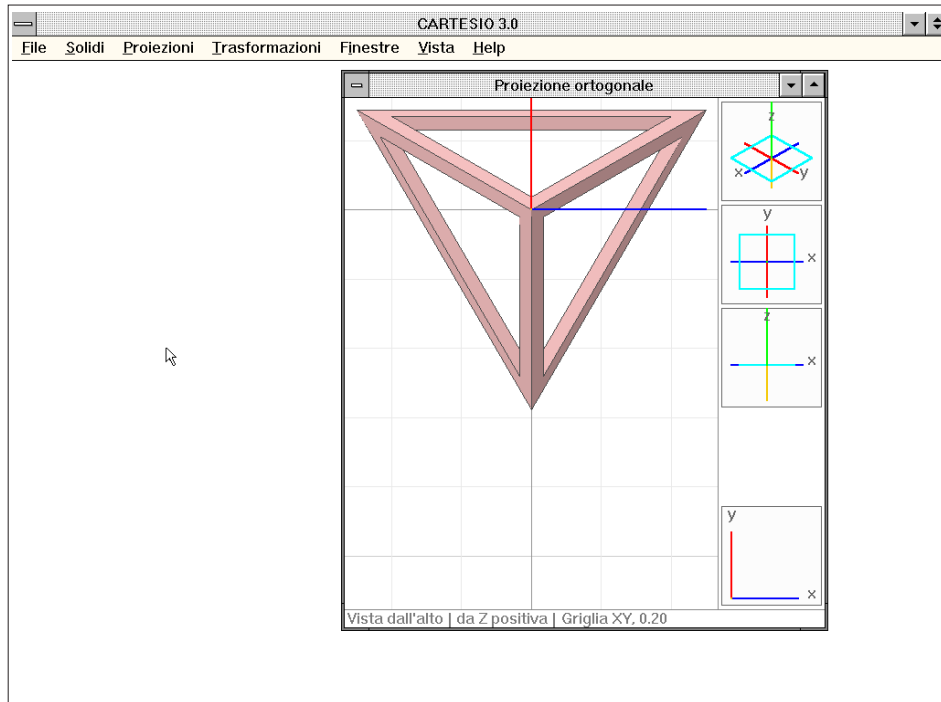 CARTESIO 3.0
File Solidi Proiezioni Trasformazioni Finestre Vista Help
Proiezione ortogonale
z
x y
y
x
z
x
y
x
Vista dall'alto | da Z positiva | Griglia XY, 0.20